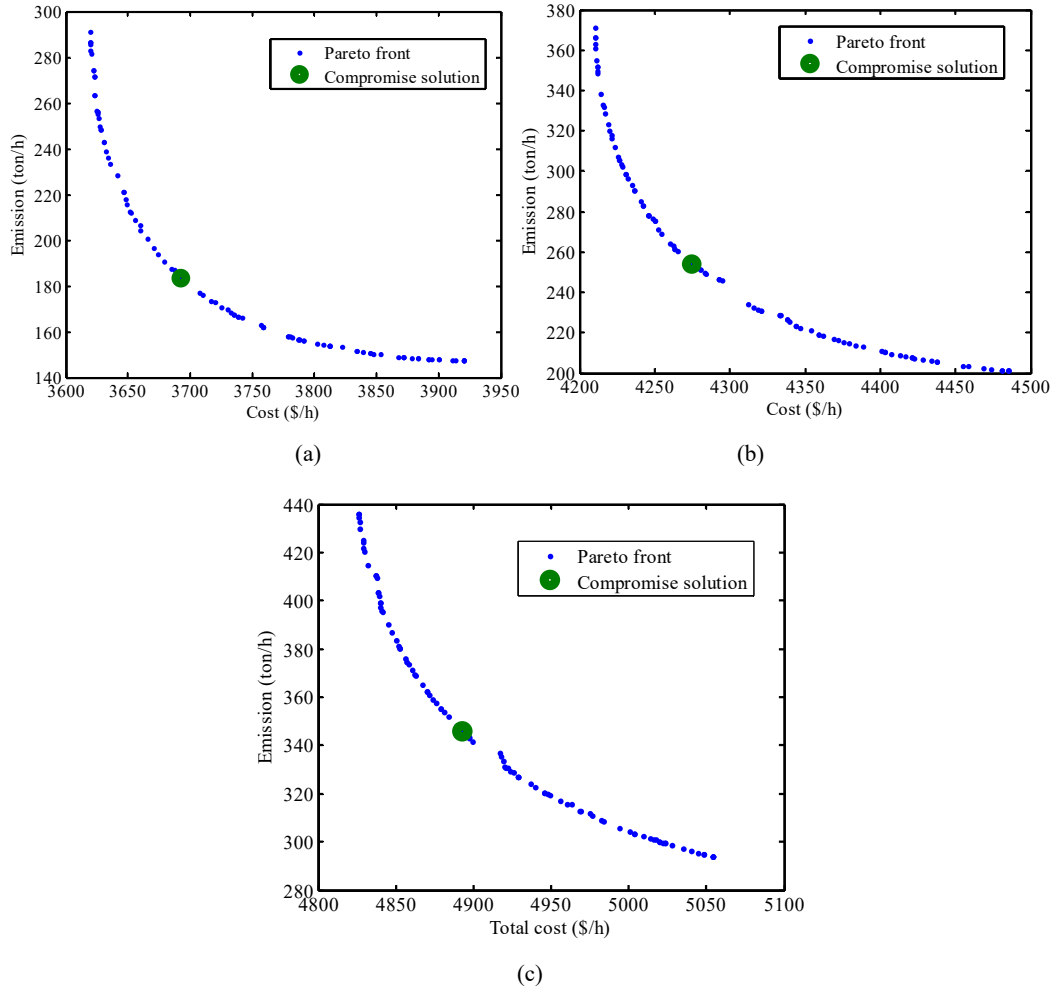 300
280
260
240
220
200
180
160
140
Emission (ton/h)
3600 3650 3700 3750 3800 3850 3900 3950
Cost ($/h)
Pareto front
Compromise solution
(a)
380
360
340
320
300
280
260
240
220
200
Emission (ton/h)
4200 4250 4300 4350 4400 4450 4500
Cost ($/h)
Pareto front
Compromise solution
(b)
440
420
400
380
360
340
320
300
280
Emission (ton/h)
4800 4850 4900 4950 5000 5050 5100
Total cost ($/h)
Pareto front
Compromise solution
(c)